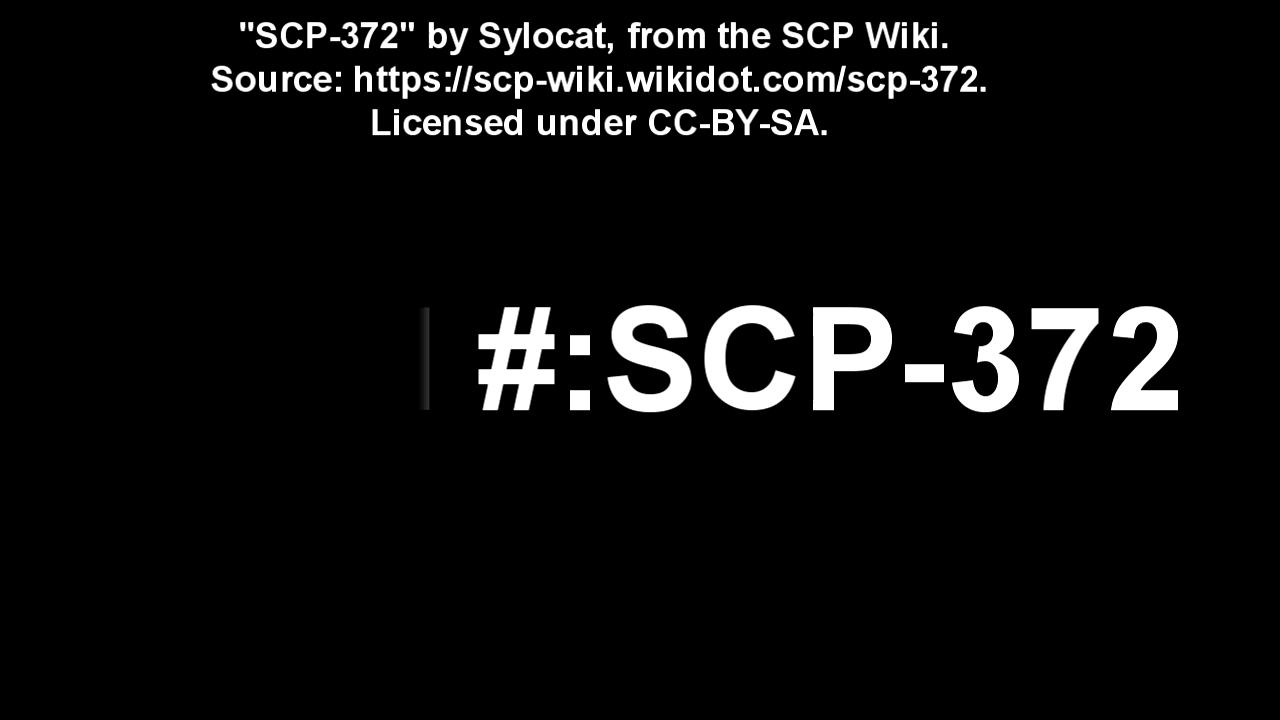 "SCP-372" by Sylocat, from the SCP Wiki.
Source: https://scp-wiki.wikidot.com/scp-372.
Licensed under CC-BY-SA.
#:SCP-372